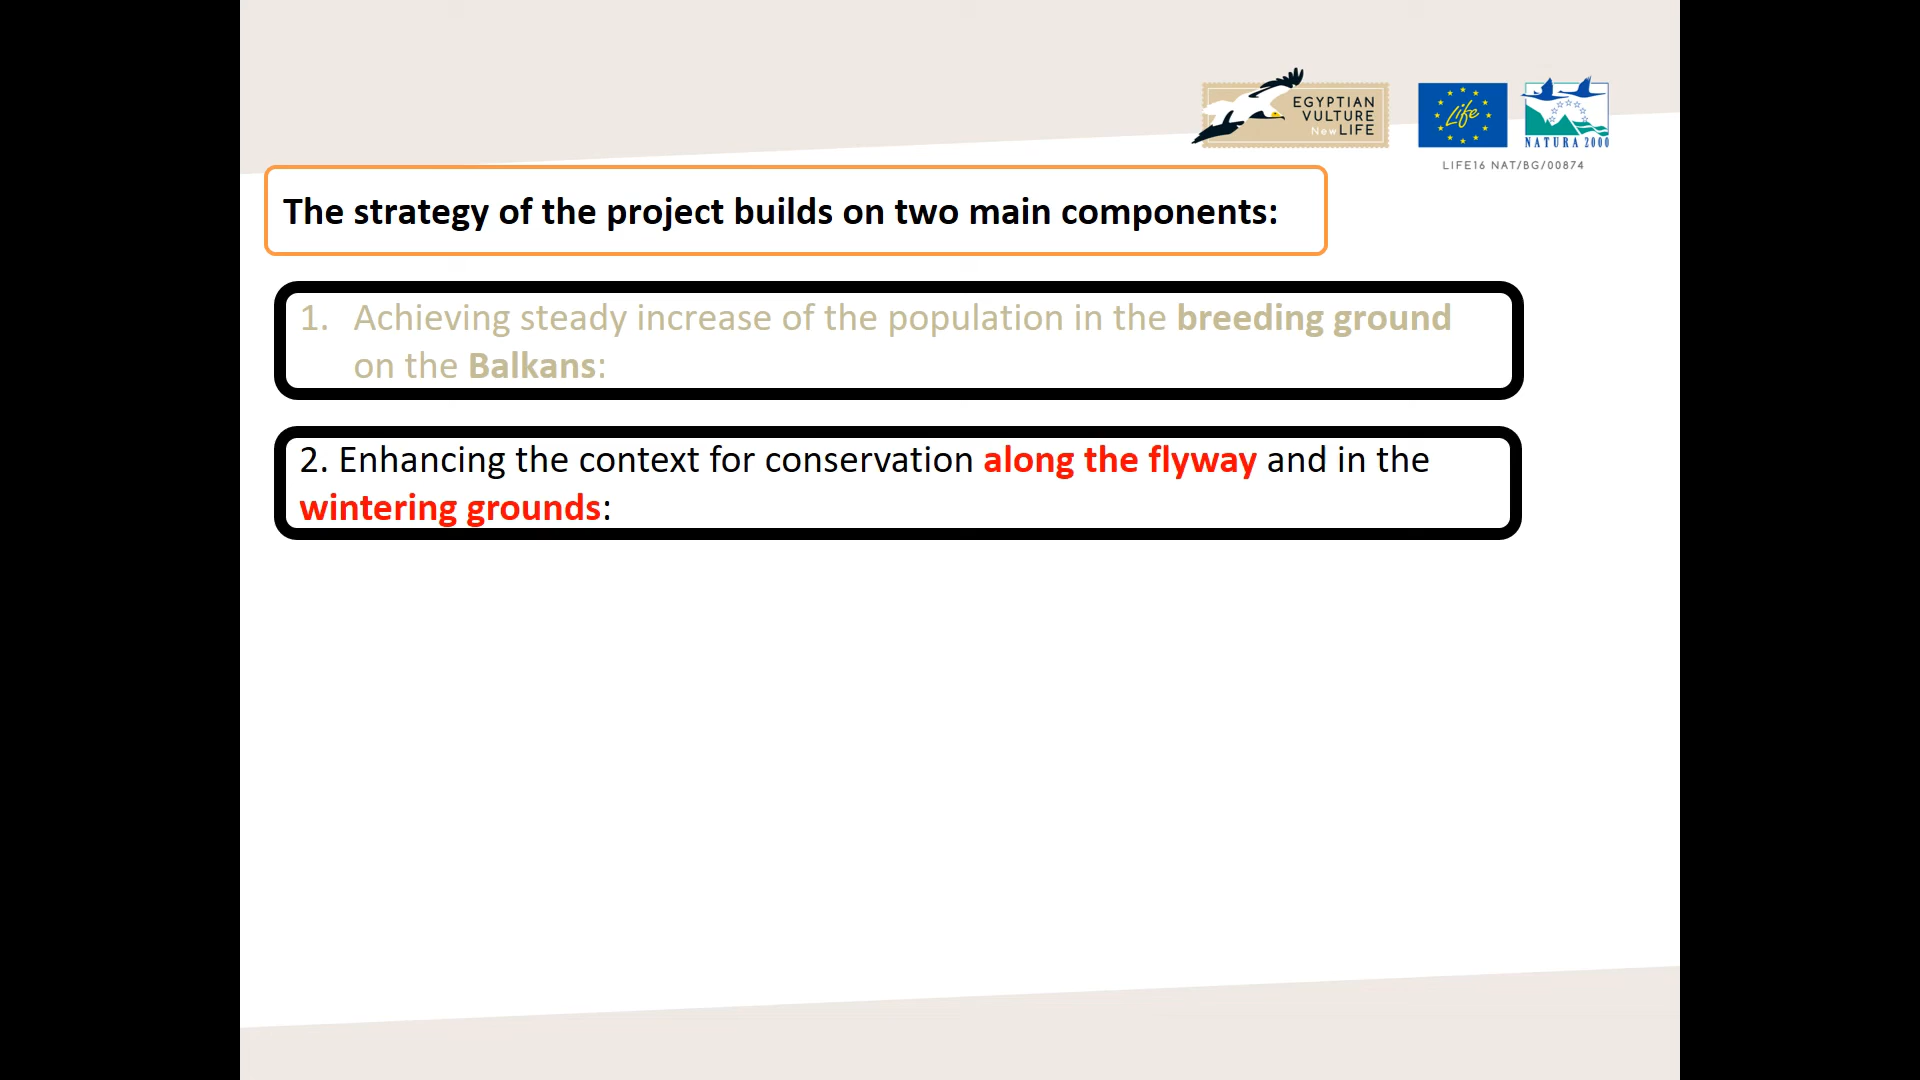 EGYPTIAN
VULTURE
New LIFE
Life
NATURA 2000
LIFE16 NAT/BG/00874
The strategy of the project builds on two main components:
1. Achieving steady increase of the population in the breeding ground
on the Balkans:
2. Enhancing the context for conservation along the flyway and in the
wintering grounds: